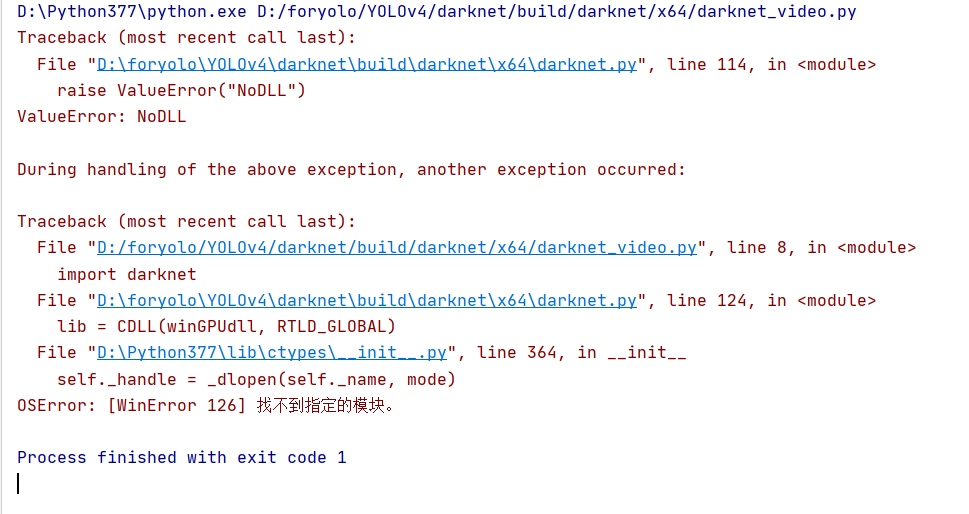 D:\Python377\python.exe D:/foryolo/YOLOv4/darknet/build/darknet/x64/darknet_video.py
Traceback (most recent call last):
  File "D:\foryolo\YOLOv4\darknet\build\darknet\x64\darknet.py", line 114, in <module>
    raise ValueError("NoDLL")
ValueError: NoDLL

During handling of the above exception, another exception occurred:

Traceback (most recent call last):
  File "D:/foryolo/YOLOv4/darknet/build/darknet/x64/darknet_video.py", line 8, in <module>
    import darknet
  File "D:\foryolo\YOLOv4\darknet\build\darknet\x64\darknet.py", line 124, in <module>
    lib = CDLL(winGPUdll, RTLD_GLOBAL)
  File "D:\Python377\lib\ctypes\__init__.py", line 364, in __init__
    self._handle = _dlopen(self._name, mode)
OSError: [WinError 126] 找不到指定的模块。

Process finished with exit code 1